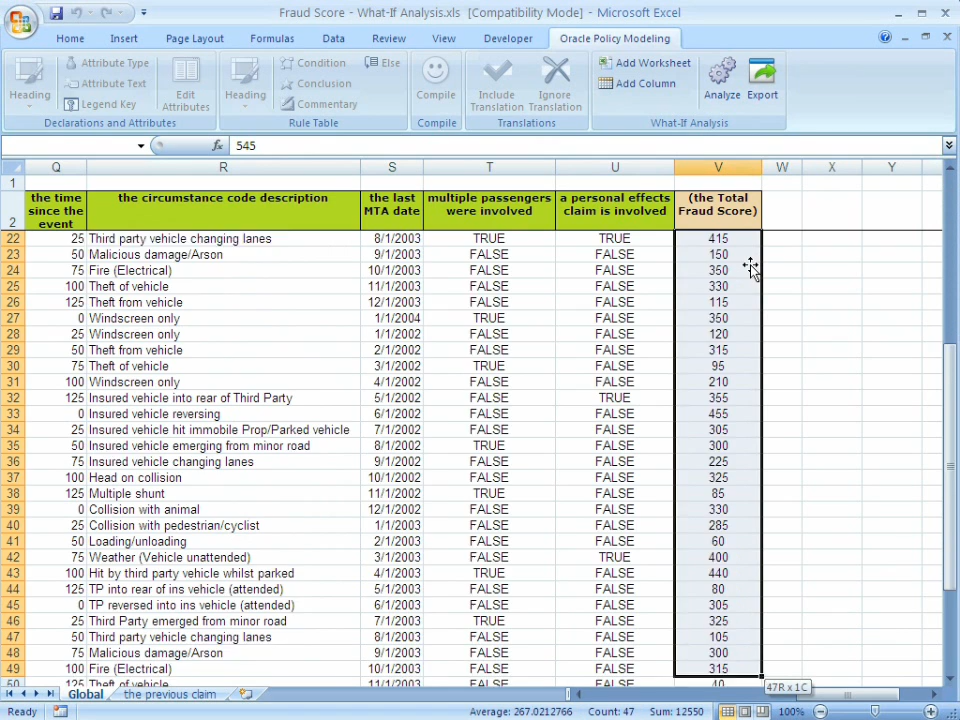 Fraud Score - What-If Analysis.xls [Compatibility Mode] - Microsoft Excel
Home Insert Page Layout Formulas Data Review View Developer Oracle Policy Modeling
Heading Attribute Type Attribute Text Legend Key Edit Attributes Heading Condition Conclusion Commentary Else Compile Include Translation Ignore Translation Add Worksheet Add Column Analyze Export
Declarations and Attributes Rule Table Compile Translations What-If Analysis
fx 545
Q R S T U V W X Y
1
2 the time since the event the circumstance code description the last MTA date multiple passengers were involved a personal effects claim is involved (the Total Fraud Score)
22 25 Third party vehicle changing lanes 8/1/2003 TRUE TRUE 415
23 50 Malicious damage/Arson 9/1/2003 FALSE FALSE 150
24 75 Fire (Electrical) 10/1/2003 FALSE FALSE 350
25 100 Theft of vehicle 11/1/2003 FALSE FALSE 330
26 125 Theft from vehicle 12/1/2003 FALSE FALSE 115
27 0 Windscreen only 1/1/2004 TRUE FALSE 350
28 25 Windscreen only 1/1/2002 FALSE FALSE 120
29 50 Theft from vehicle 2/1/2002 FALSE FALSE 315
30 75 Theft of vehicle 3/1/2002 TRUE FALSE 95
31 100 Windscreen only 4/1/2002 FALSE FALSE 210
32 125 Insured vehicle into rear of Third Party 5/1/2002 FALSE TRUE 355
33 0 Insured vehicle reversing 6/1/2002 FALSE FALSE 455
34 25 Insured vehicle hit immobile Prop/Parked vehicle 7/1/2002 FALSE FALSE 305
35 50 Insured vehicle emerging from minor road 8/1/2002 TRUE FALSE 300
36 75 Insured vehicle changing lanes 9/1/2002 FALSE FALSE 225
37 100 Head on collision 10/1/2002 FALSE FALSE 325
38 125 Multiple shunt 11/1/2002 TRUE FALSE 85
39 0 Collision with animal 12/1/2002 FALSE FALSE 330
40 25 Collision with pedestrian/cyclist 1/1/2003 FALSE FALSE 285
41 50 Loading/unloading 2/1/2003 FALSE FALSE 60
42 75 Weather (Vehicle unattended) 3/1/2003 FALSE TRUE 400
43 100 Hit by third party vehicle whilst parked 4/1/2003 TRUE FALSE 440
44 125 TP into rear of ins vehicle (attended) 5/1/2003 FALSE FALSE 80
45 0 TP reversed into ins vehicle (attended) 6/1/2003 FALSE FALSE 305
46 25 Third Party emerged from minor road 7/1/2003 TRUE FALSE 325
47 50 Third party vehicle changing lanes 8/1/2003 FALSE FALSE 105
48 75 Malicious damage/Arson 9/1/2003 FALSE FALSE 300
49 100 Fire (Electrical) 10/1/2003 FALSE FALSE 315
50 125 Theft of vehicle 11/1/2003 FALSE FALSE 40
47R x 1C
Global the previous claim
Ready Average: 267.0212766 Count: 47 Sum: 12550 100%